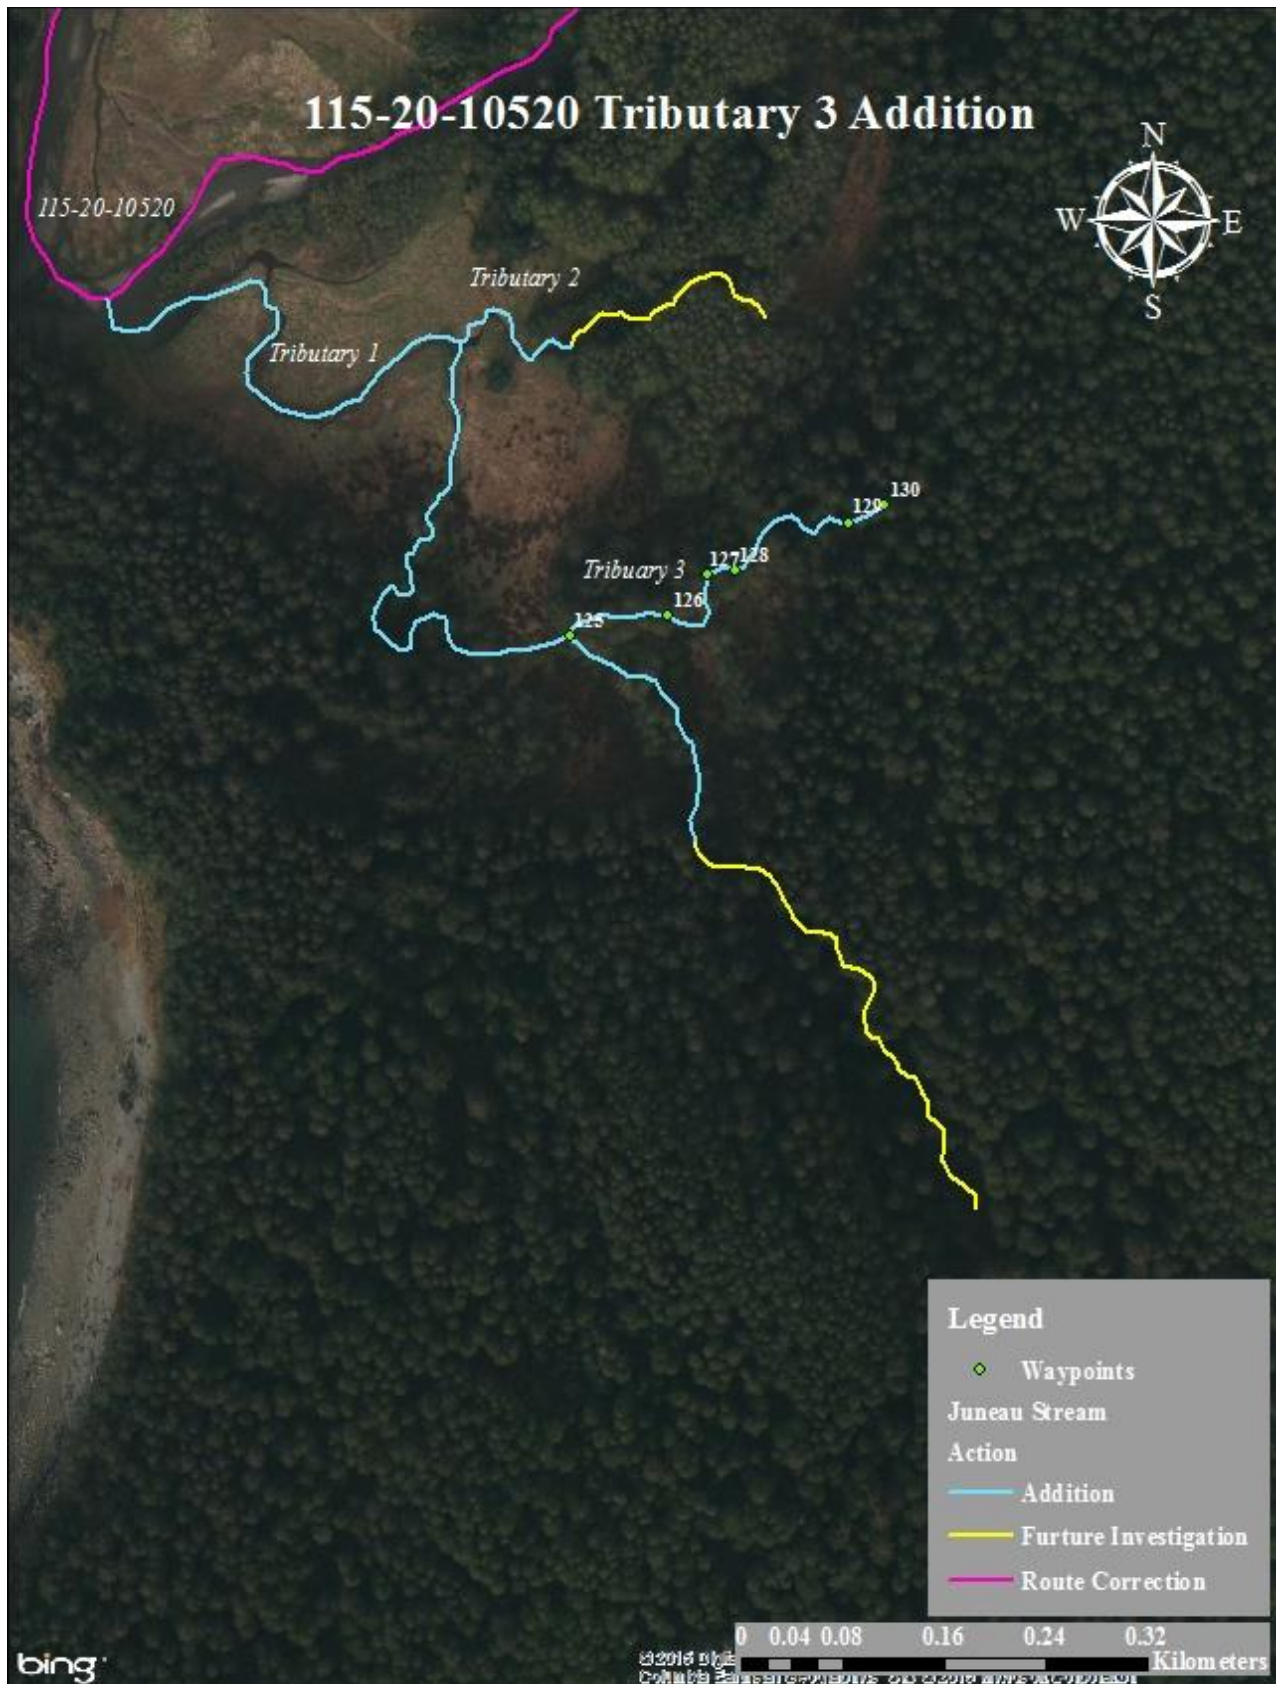 115-20-10520 Tributary 3 Addition
N
W E
S
115-20-10520
Tributary 2
Tributary 1
130
129
128
127
Tribuary 3
126
125
Legend
Waypoints
Juneau Stream
Action
Addition
Furture Investigation
Route Correction
0 0.04 0.08 0.16 0.24 0.32
Kilometers
bing
©2016